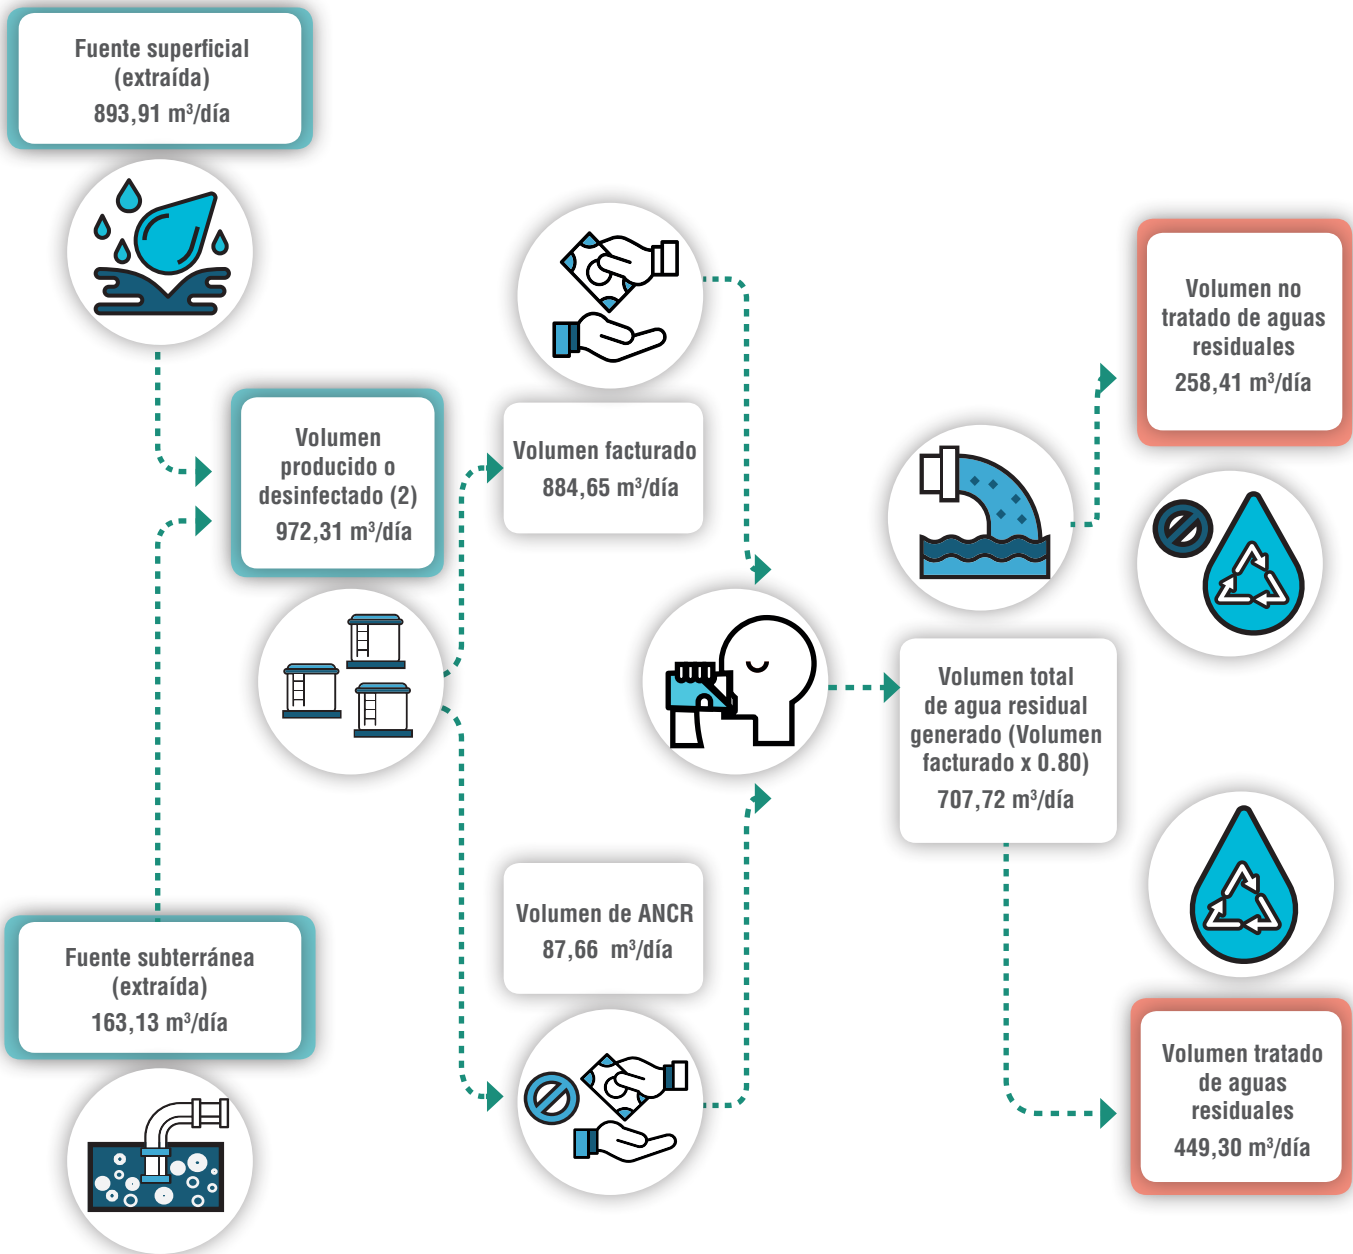 Fuente superficial
(extraída)
893,91 m³/día
Volumen
producido o
desinfectado (2)
972,31 m³/día
Fuente subterránea
(extraída)
163,13 m³/día
Volumen facturado
884,65 m³/día
Volumen de ANCR
87,66 m³/día
Volumen total
de agua residual
generado (Volumen
facturado x 0.80)
707,72 m³/día
Volumen no
tratado de aguas
residuales
258,41 m³/día
Volumen tratado
de aguas
residuales
449,30 m³/día